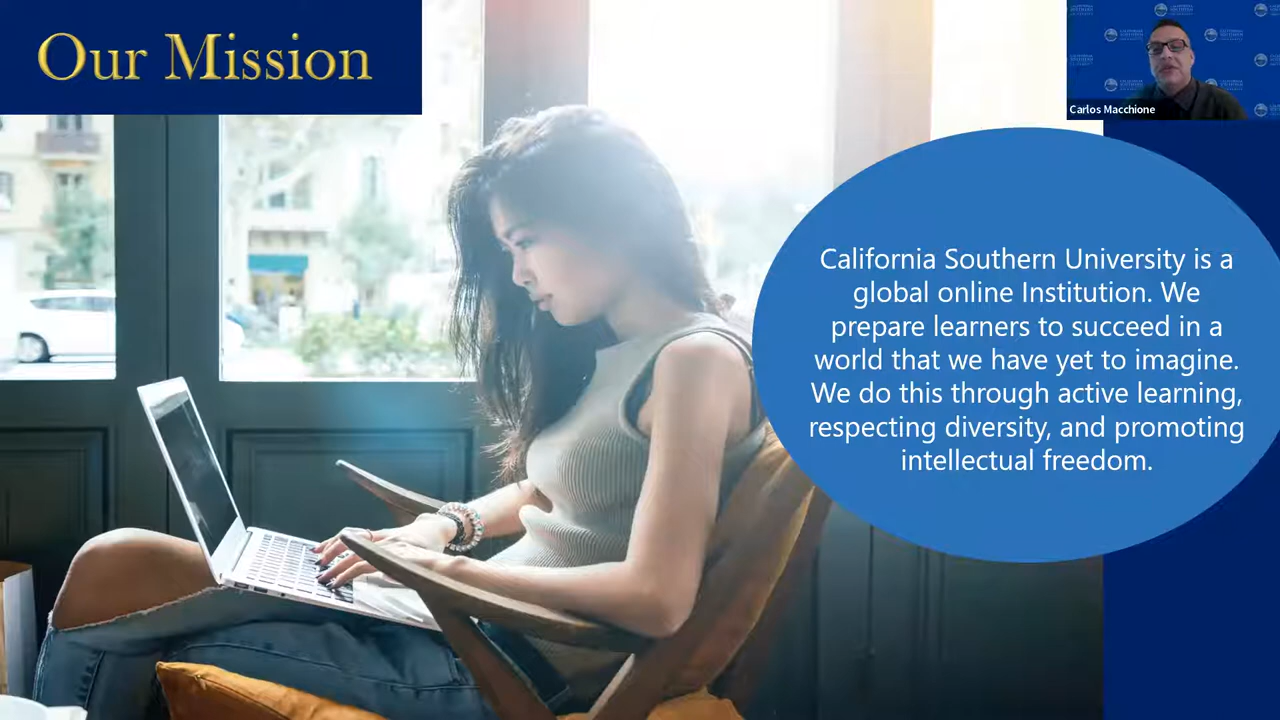 Our Mission
Carlos Macchione
California Southern University is a
global online Institution. We
prepare learners to succeed in a
world that we have yet to imagine.
We do this through active learning,
respecting diversity, and promoting
intellectual freedom.